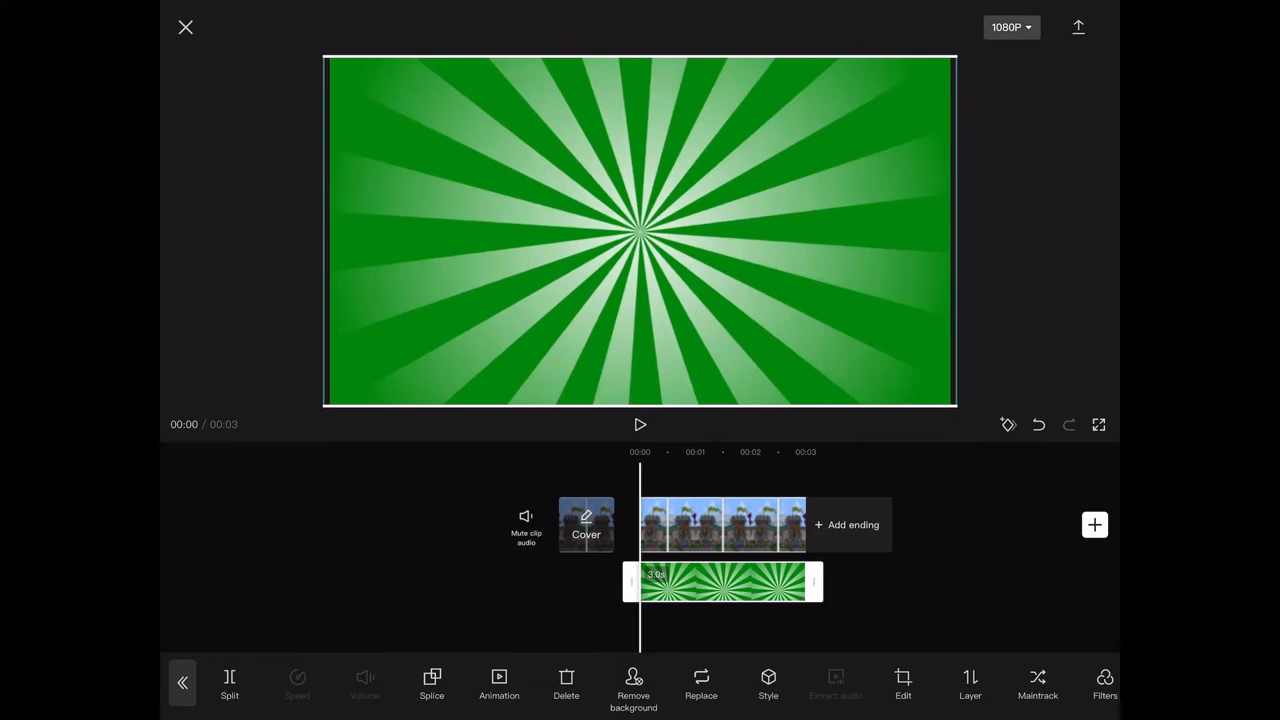 1080P
00:00 / 00:03
00:00 00:01 00:02 00:03
Mute clip
audio
Cover
+ Add ending
3.0s
Split
Speed
Volume
Splice
Animation
Delete
Remove
background
Replace
Style
Extract audio
Edit
Layer
Maintrack
Filters